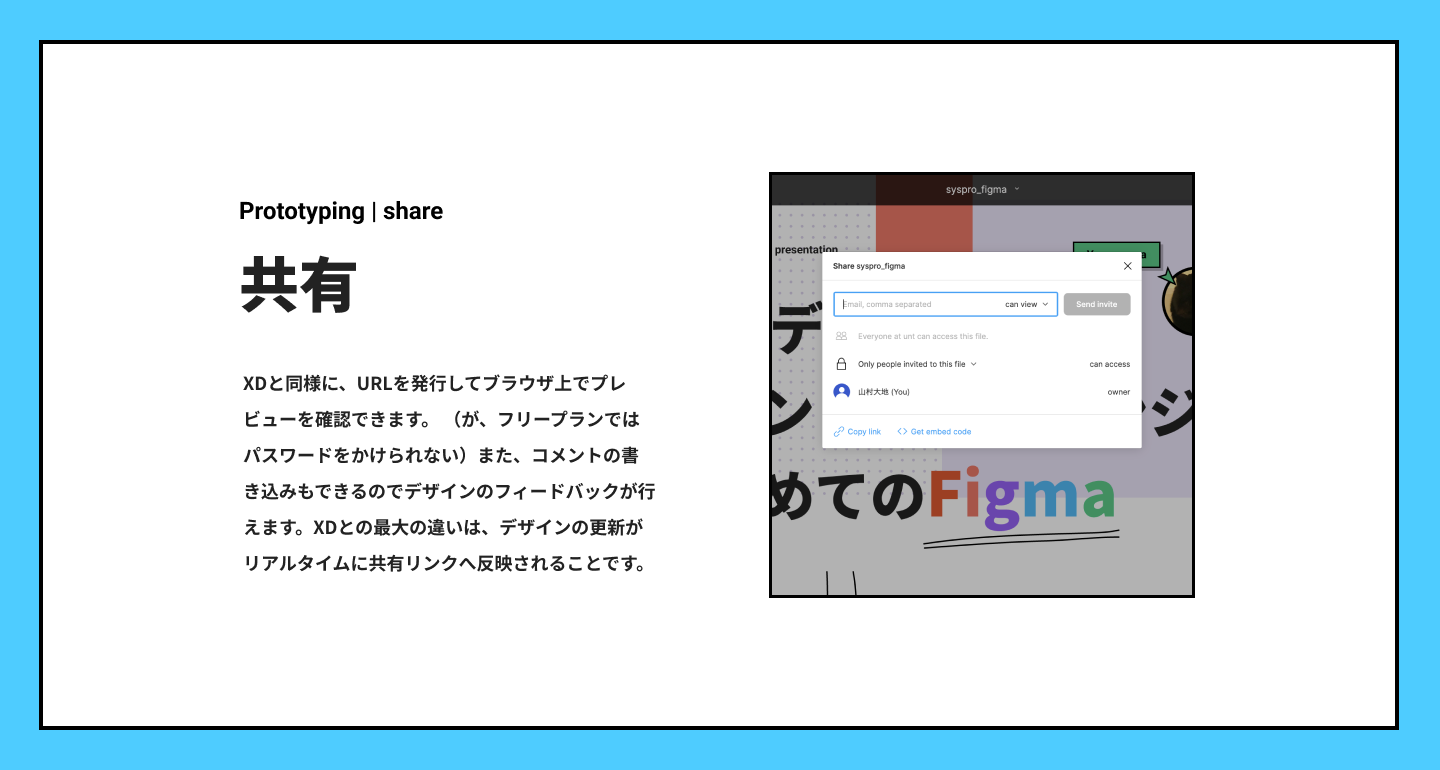 Prototyping | share
共有
XDと同様に、URLを発行してブラウザ上でプレ
ビューを確認できます。（が、フリープランでは
パスワードをかけられない）また、コメントの書
き込みもできるのでデザインのフィードバックが行
えます。XDとの最大の違いは、デザインの更新が
リアルタイムに共有リンクへ反映されることです。
syspro_figma
presentation
Share syspro_figma
Email, comma separated can view Send invite
Everyone at unt can access this file.
Only people invited to this file can access
山村大地 (You) owner
Copy link Get embed code
デ
ン ジ
めてのFigma